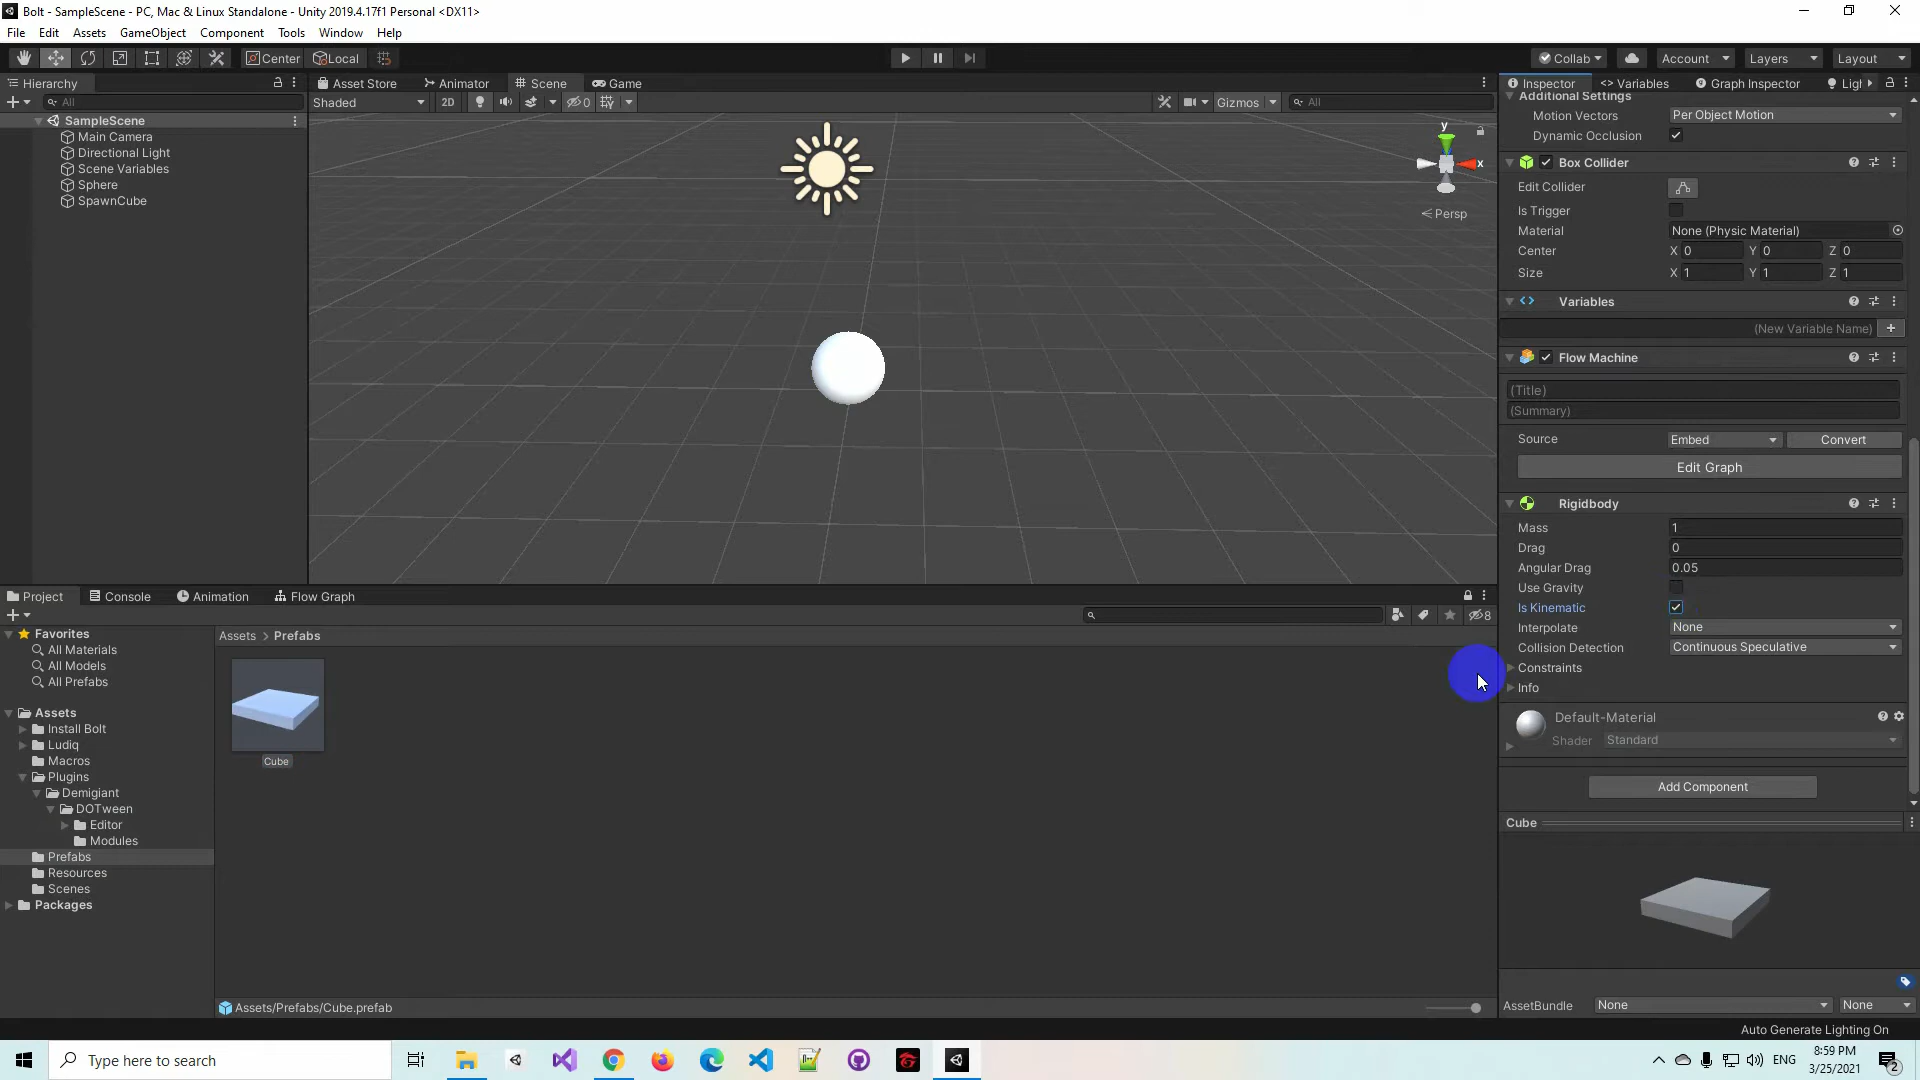 Bolt - SampleScene - PC, Mac & Linux Standalone - Unity 2019.4.17f1 Personal <DX11>
File Edit Assets GameObject Component Tools Window Help
Center Local Collab Account Layers Layout
Hierarchy Asset Store Animator Scene Game Inspector Variables Graph Inspector
All Shaded 2D 0 Gizmos All
SampleScene
Main Camera
Directional Light
Scene Variables
Sphere
SpawnCube
y
x
Persp
Additional Settings
Motion Vectors Per Object Motion
Dynamic Occlusion
Box Collider
Edit Collider
Is Trigger
Material None (Physic Material)
Center X 0 Y 0 Z 0
Size X 1 Y 1 Z 1
Variables
(New Variable Name)
Flow Machine
(Title)
(Summary)
Source Embed Convert
Edit Graph
Rigidbody
Mass 1
Drag 0
Angular Drag 0.05
Use Gravity
Is Kinematic
Interpolate None
Collision Detection Continuous Speculative
Constraints
Info
Default-Material
Shader Standard
Add Component
Cube
AssetBundle None None
Auto Generate Lighting On
Project Console Animation Flow Graph
8
Favorites
All Materials
All Models
All Prefabs
Assets
Install Bolt
Ludiq
Macros
Plugins
Demigiant
DOTween
Editor
Modules
Prefabs
Resources
Scenes
Packages
Assets > Prefabs
Cube
Assets/Prefabs/Cube.prefab
Type here to search
ENG
8:59 PM
3/25/2021
2